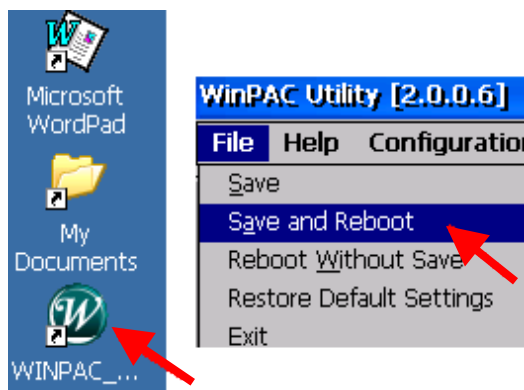 Microsoft
WordPad
My
Documents
WINPAC_...
WinPAC Utility [2.0.0.6]
File Help Configuration
Save
Save and Reboot
Reboot Without Save
Restore Default Settings
Exit